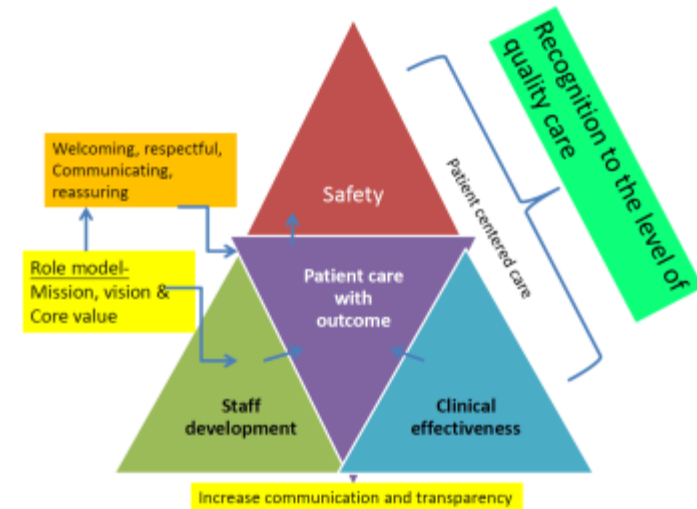 Recognition to the level of
quality care
Welcoming, respectful,
Communicating,
reassuring
Safety
Patient centered care
Role model-
Mission, vision &
Core value
Patient care
with
outcome
Staff
development
Clinical
effectiveness
Increase communication and transparency